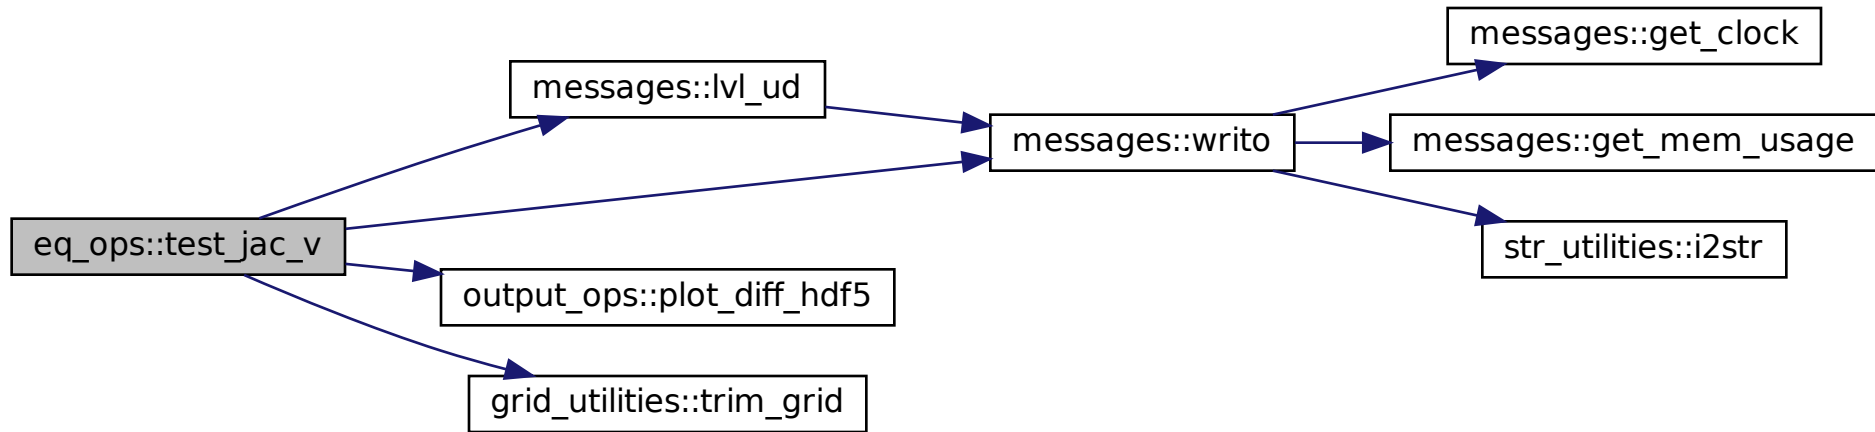 eq_ops::test_jac_v
messages::lvl_ud
messages::writo
messages::get_clock
messages::get_mem_usage
str_utilities::i2str
output_ops::plot_diff_hdf5
grid_utilities::trim_grid